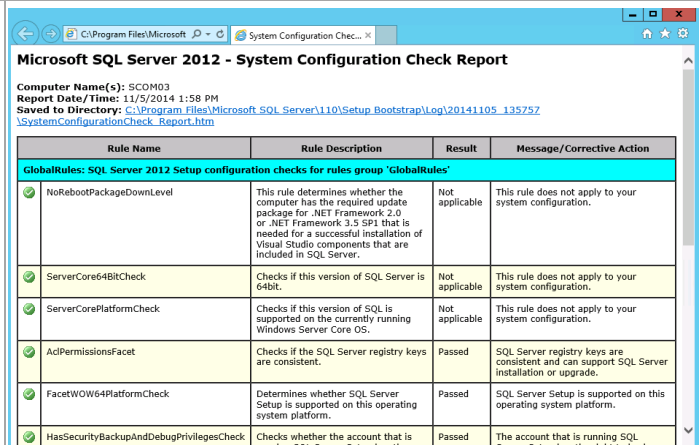 C:\Program Files\Microsoft
System Configuration Chec...
Microsoft SQL Server 2012 - System Configuration Check Report
Computer Name(s): SCOM03
Report Date/Time: 11/5/2014 1:58 PM
Saved to Directory: C:\Program Files\Microsoft SQL Server\110\Setup Bootstrap\Log\20141105_135757
\SystemConfigurationCheck_Report.htm
Rule Name Rule Description Result Message/Corrective Action
GlobalRules: SQL Server 2012 Setup configuration checks for rules group 'GlobalRules'
NoRebootPackageDownLevel This rule determines whether the Not This rule does not apply to your
computer has the required update applicable system configuration.
package for .NET Framework 2.0
or .NET Framework 3.5 SP1 that is
needed for a successful installation of
Visual Studio components that are
included in SQL Server.
ServerCore64BitCheck Checks if this version of SQL Server is Not This rule does not apply to your
64bit. applicable system configuration.
ServerCorePlatformCheck Checks if this version of SQL is Not This rule does not apply to your
supported on the currently running applicable system configuration.
Windows Server Core OS.
AclPermissionsFacet Checks if the SQL Server registry keys Passed SQL Server registry keys are
are consistent. consistent and can support SQL Server
installation or upgrade.
FacetWOW64PlatformCheck Determines whether SQL Server Passed SQL Server Setup is supported on this
Setup is supported on this operating operating system platform.
system platform.
HasSecurityBackupAndDebugPrivilegesCheck Checks whether the account that is Passed The account that is running SQL